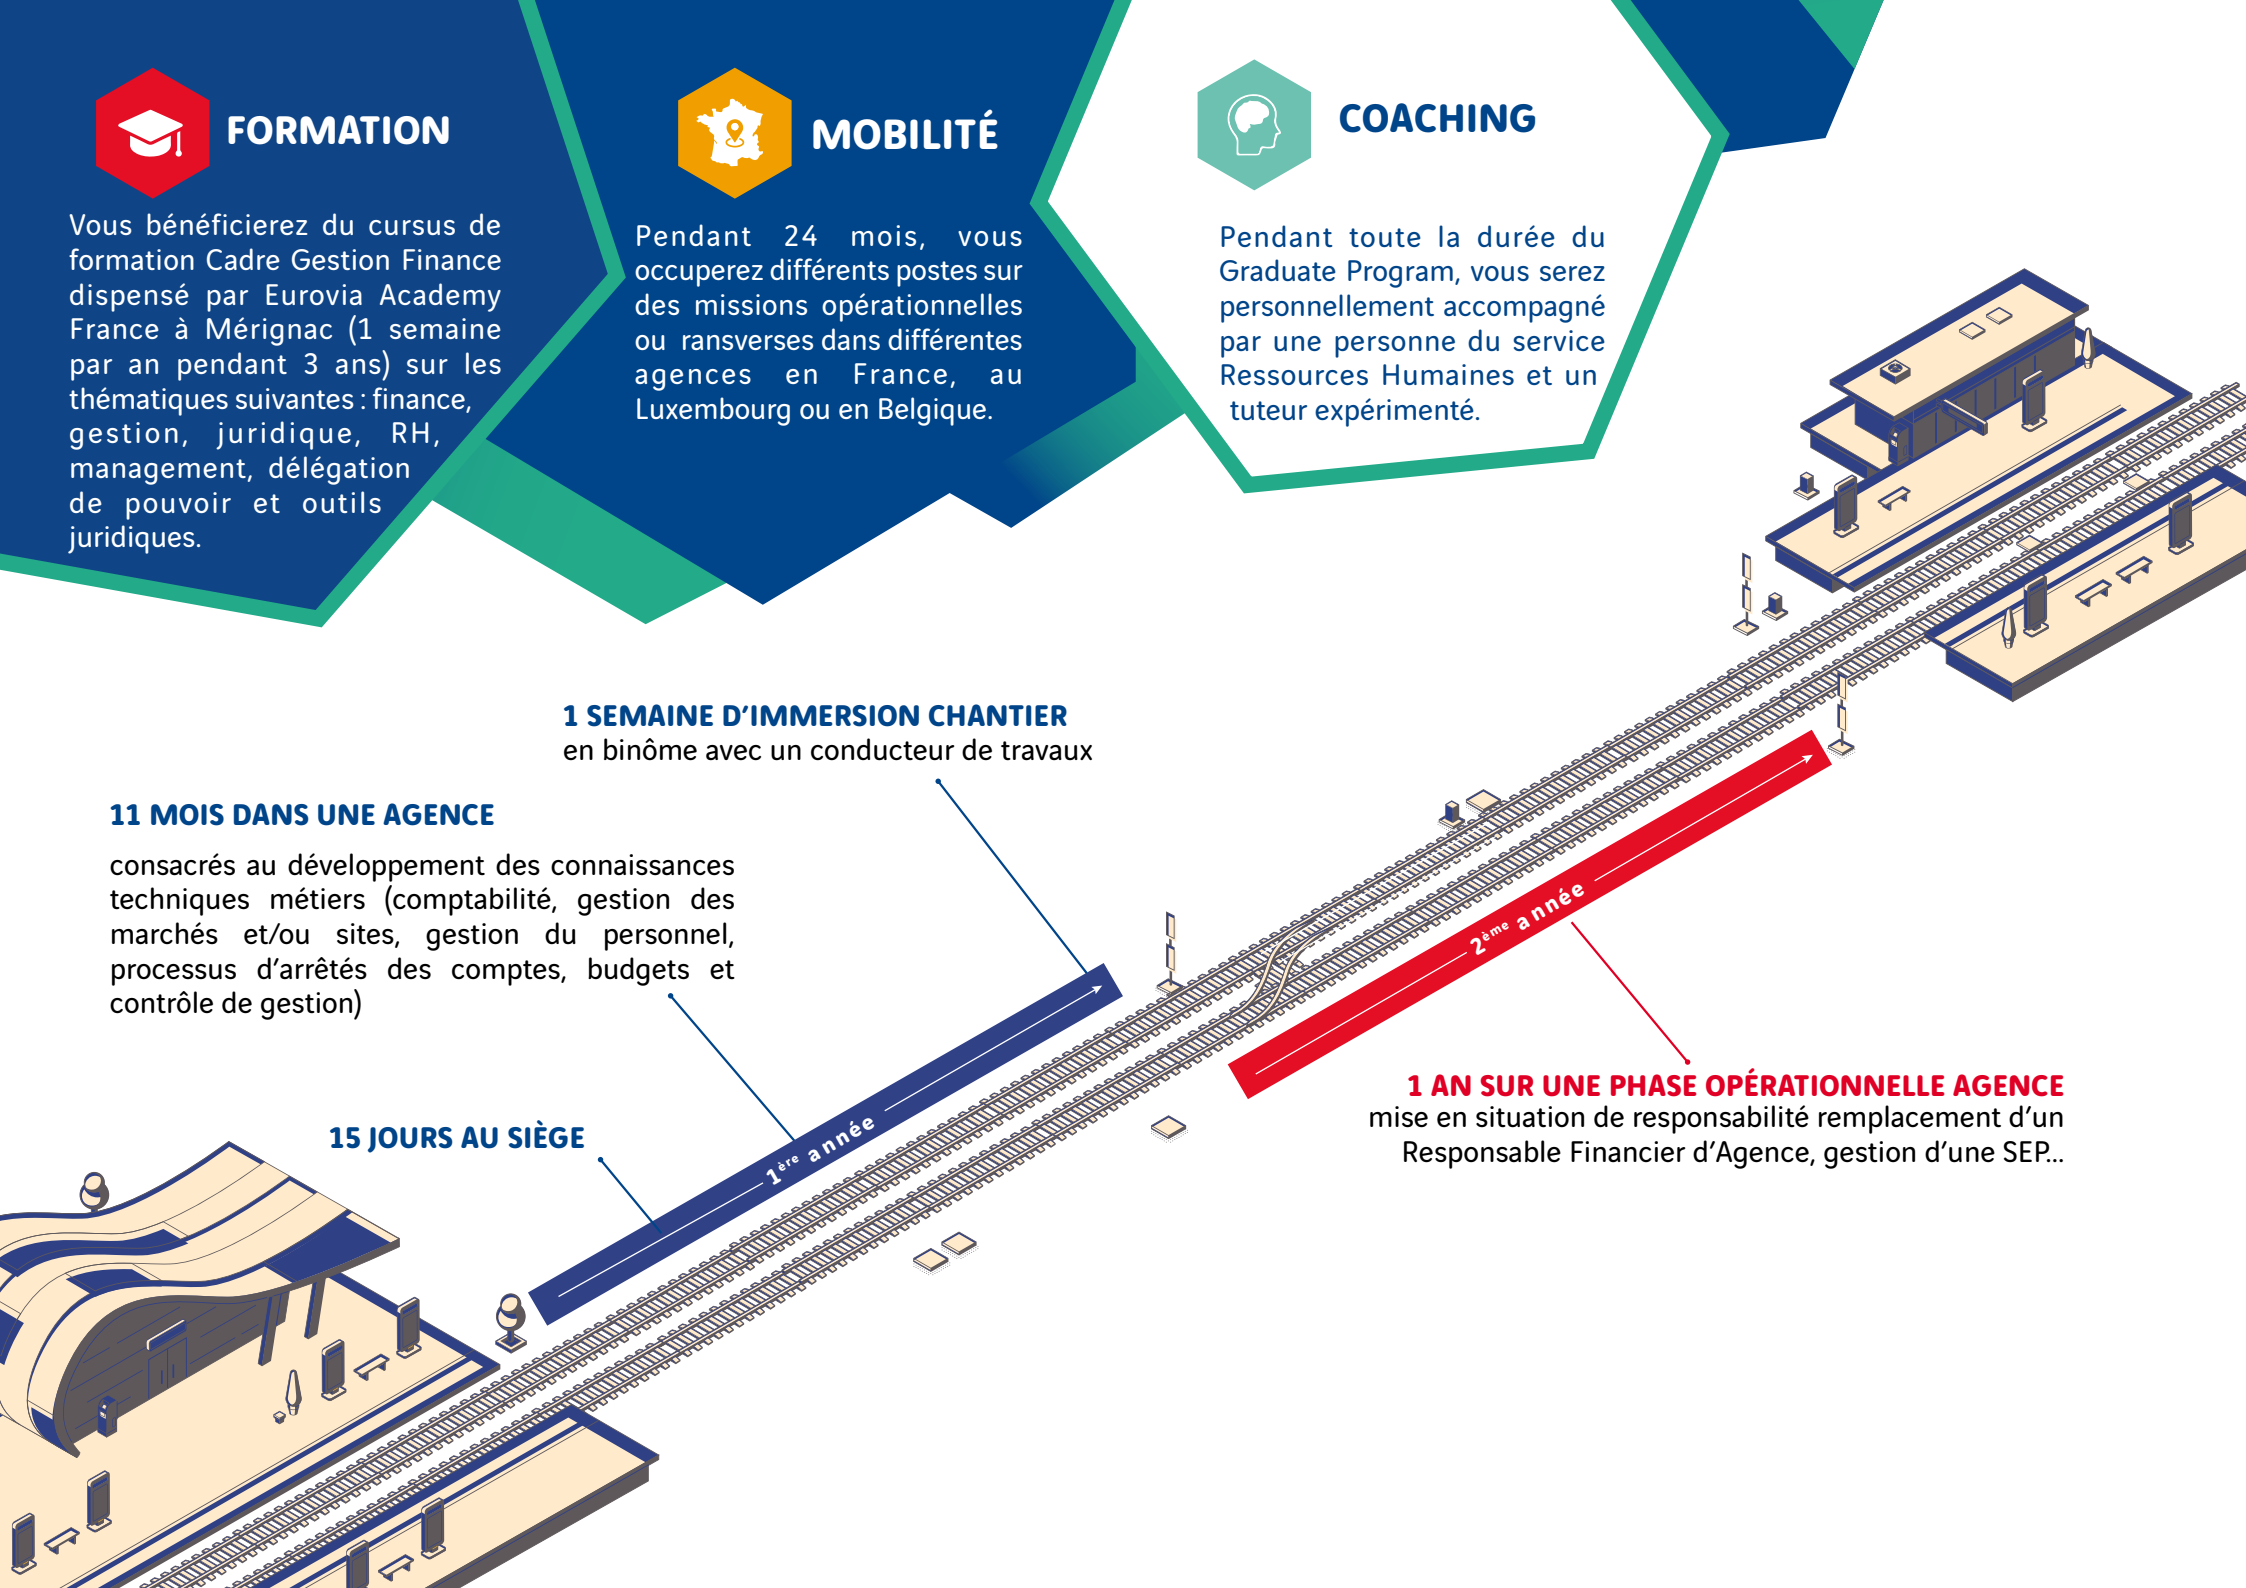 FORMATION
Vous bénéficierez du cursus de
formation Cadre Gestion Finance
dispensé par Eurovia Academy
France à Mérignac (1 semaine
par an pendant 3 ans) sur les
thématiques suivantes : finance,
gestion, juridique, RH,
management, délégation
de pouvoir et outils
juridiques.
MOBILITÉ
Pendant 24 mois, vous
occuperez différents postes sur
des missions opérationnelles
ou ransverses dans différentes
agences en France, au
Luxembourg ou en Belgique.
COACHING
Pendant toute la durée du
Graduate Program, vous serez
personnellement accompagné
par une personne du service
Ressources Humaines et un
tuteur expérimenté.
1 SEMAINE D’IMMERSION CHANTIER
en binôme avec un conducteur de travaux
11 MOIS DANS UNE AGENCE
consacrés au développement des connaissances
techniques métiers (comptabilité, gestion des
marchés et/ou sites, gestion du personnel,
processus d’arrêtés des comptes, budgets et
contrôle de gestion)
15 JOURS AU SIÈGE
1ère année
2ème année
1 AN SUR UNE PHASE OPÉRATIONNELLE AGENCE
mise en situation de responsabilité remplacement d’un
Responsable Financier d’Agence, gestion d’une SEP...